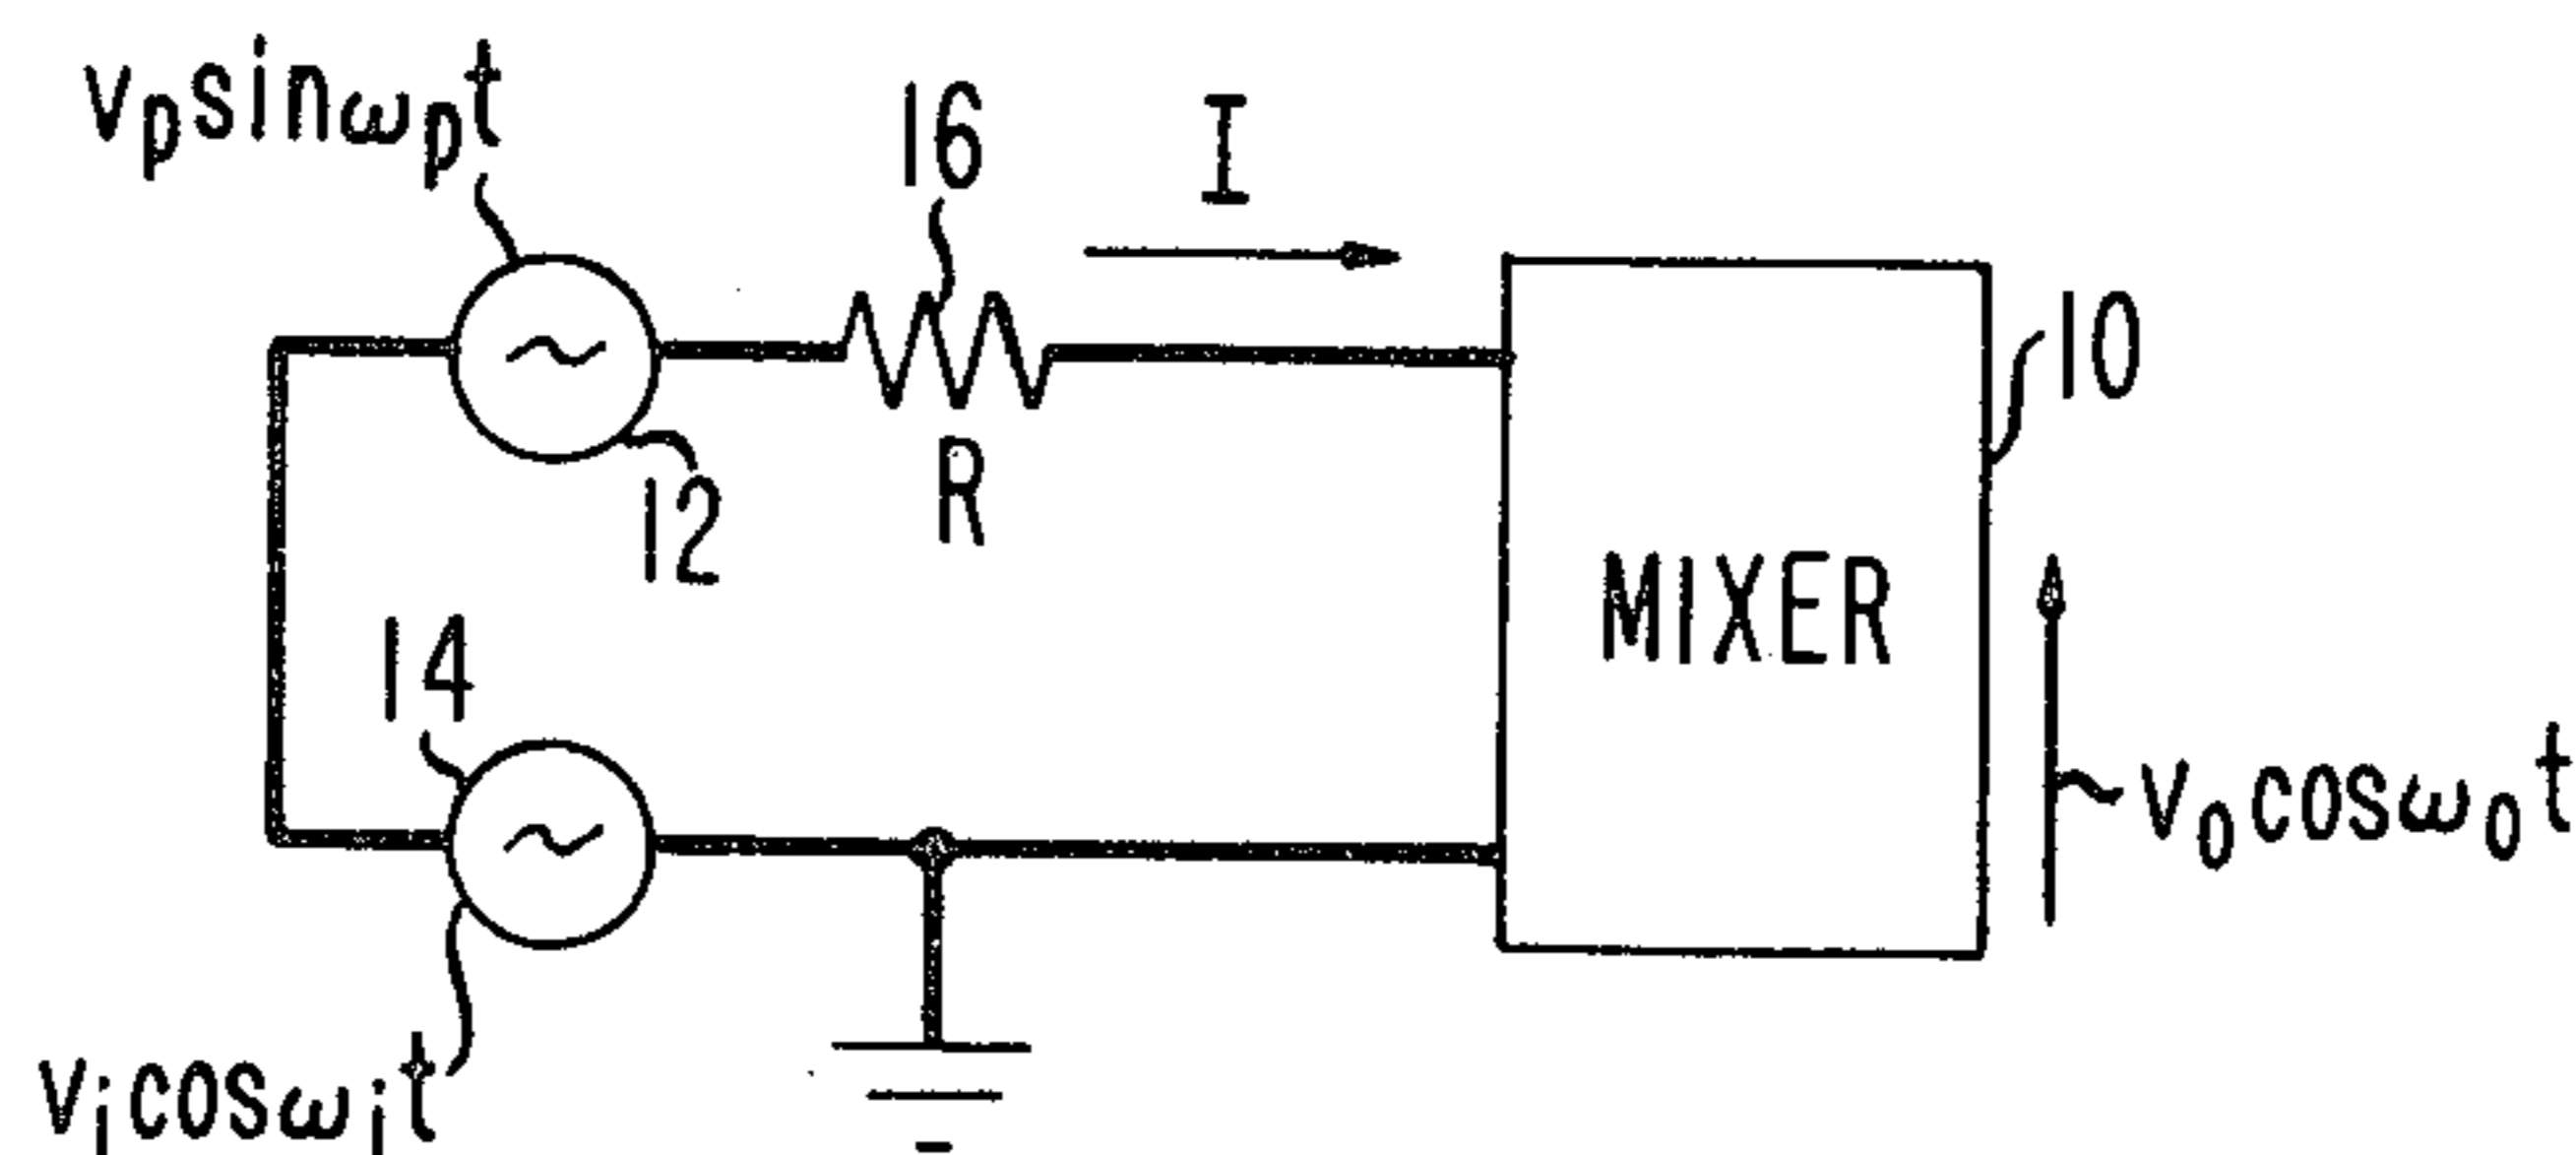 vₚsinωₚt
16
I
10
12
R
14
MIXER
v₀cosω₀t
vᵢcosωᵢt